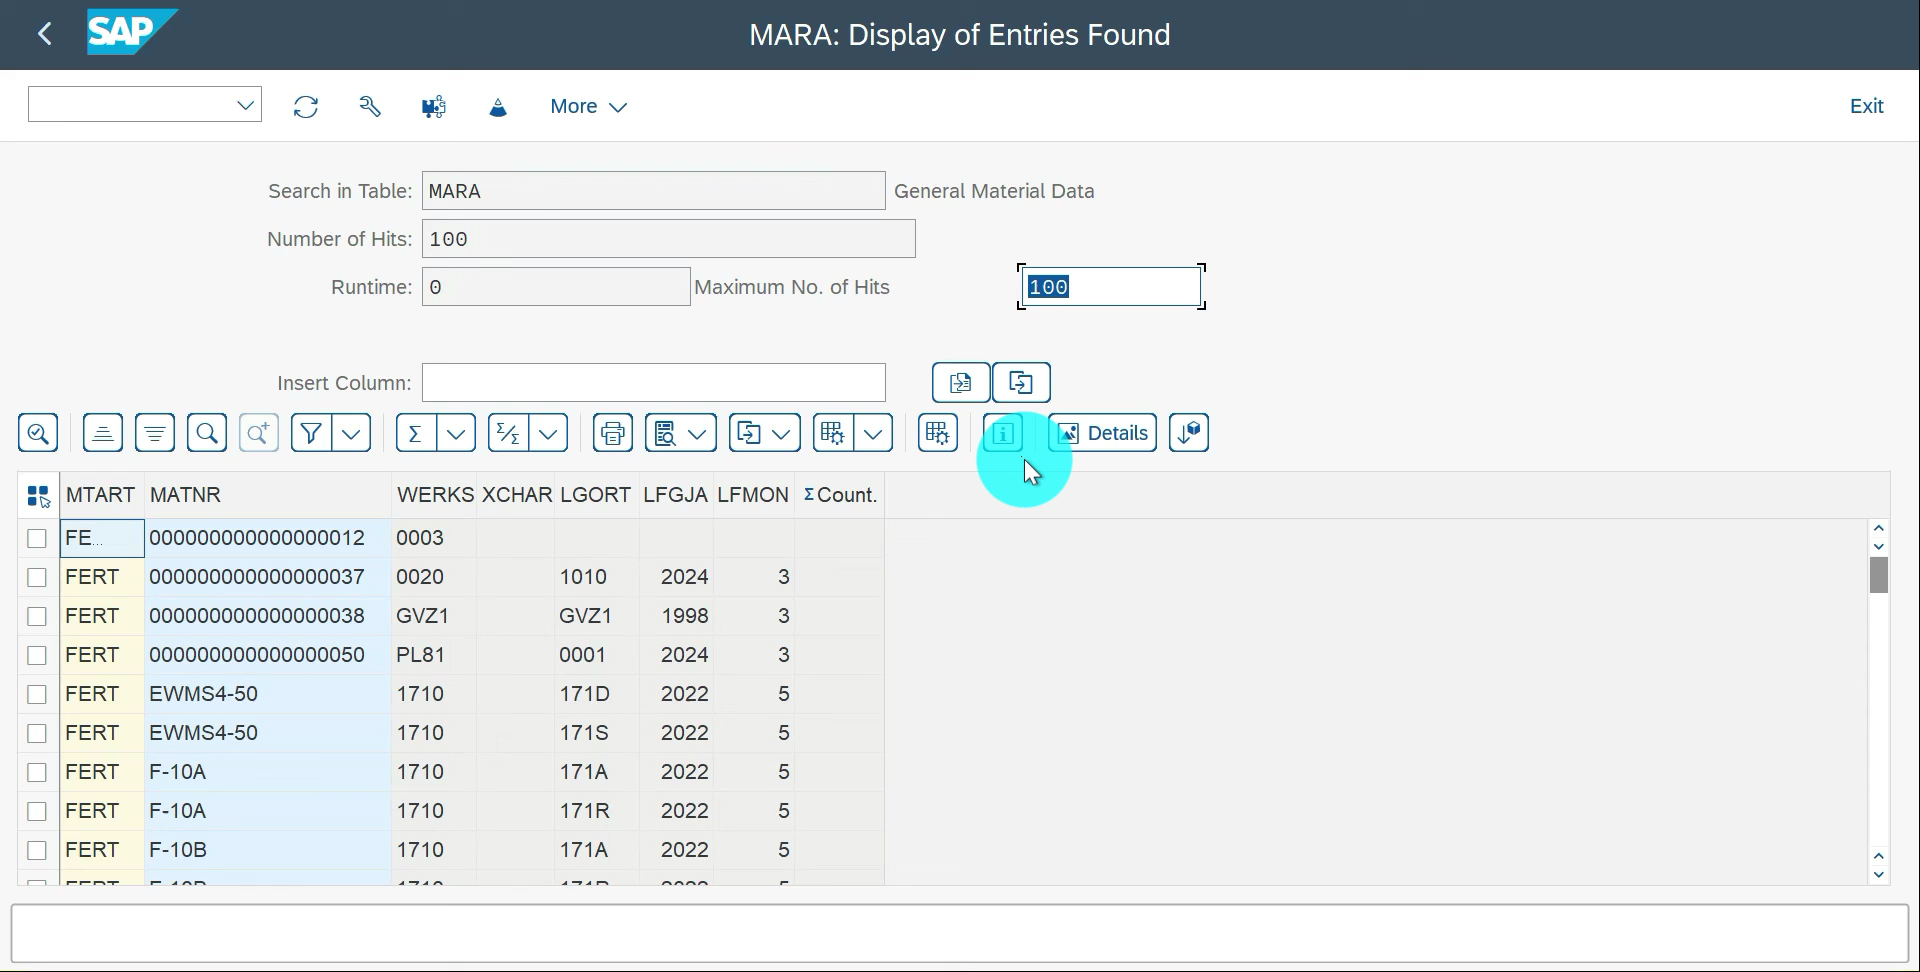 SAP MARA: Display of Entries Found
More Exit
Search in Table: MARA General Material Data
Number of Hits: 100
Runtime: 0 Maximum No. of Hits 100
Insert Column:
Details
MTART MATNR WERKS XCHAR LGORT LFGJA LFMON Σ Count.
FE... 000000000000000012 0003
FERT 000000000000000037 0020 1010 2024 3
FERT 000000000000000038 GVZ1 GVZ1 1998 3
FERT 000000000000000050 PL81 0001 2024 3
FERT EWMS4-50 1710 171D 2022 5
FERT EWMS4-50 1710 171S 2022 5
FERT F-10A 1710 171A 2022 5
FERT F-10A 1710 171R 2022 5
FERT F-10B 1710 171A 2022 5